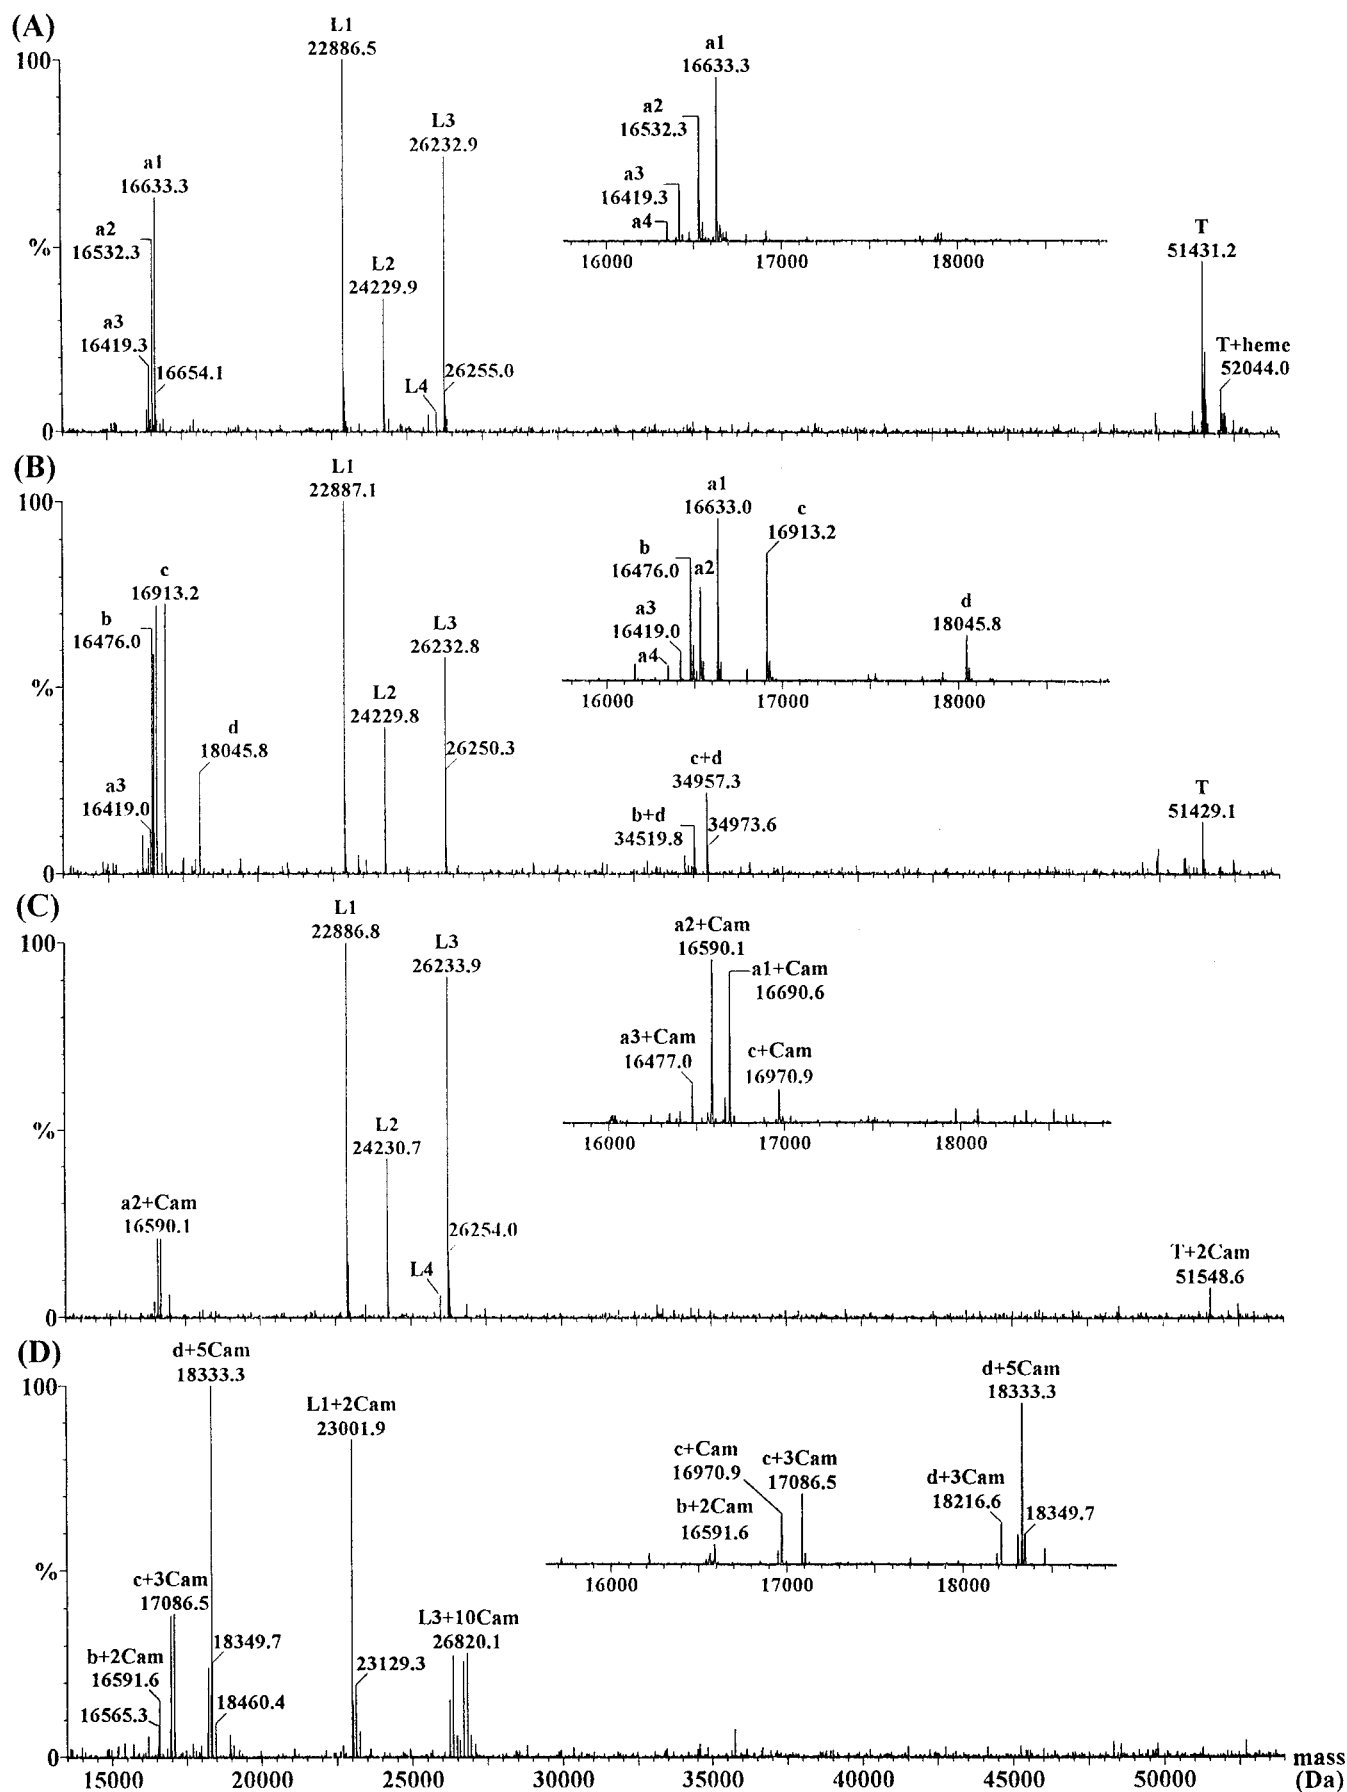 (A)
L1
22886.5
100
L3
26232.9
a1
16633.3
a2
16532.3
a3
16419.3
16654.1
L2
24229.9
L4
26255.0
%
0
a1
16633.3
a2
16532.3
a3
16419.3
a4
16000
17000
18000
T
51431.2
T+heme
52044.0
(B)
L1
22887.1
100
c
16913.2
b
16476.0
a3
16419.0
d
18045.8
L2
24229.8
L3
26232.8
26250.3
%
0
a1
16633.0
c
16913.2
b
16476.0
a2
a3
16419.0
a4
d
18045.8
16000
17000
18000
c+d
34957.3
b+d
34519.8
34973.6
T
51429.1
(C)
L1
22886.8
100
L3
26233.9
L2
24230.7
a2+Cam
16590.1
26254.0
L4
%
0
a2+Cam
16590.1
a1+Cam
16690.6
a3+Cam
16477.0
c+Cam
16970.9
16000
17000
18000
T+2Cam
51548.6
(D)
d+5Cam
18333.3
100
L1+2Cam
23001.9
c+3Cam
17086.5
b+2Cam
16591.6
16565.3
18349.7
18460.4
23129.3
L3+10Cam
26820.1
%
0
d+5Cam
18333.3
c+Cam
16970.9
c+3Cam
17086.5
b+2Cam
16591.6
d+3Cam
18216.6
18349.7
16000
17000
18000
15000
20000
25000
30000
35000
40000
45000
50000
mass
(Da)